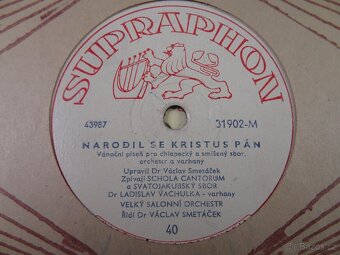 SUPRAPHON
43987
31902-M
NARODIL SE KRISTUS PÁN
Vánoční píseň pro chlapecký a smíšený sbor,
orchestr a varhany
Upravil Dr Václav Smetáček
Zpívají SCHOLA CANTORUM
a SVATOJAKUBSKÝ SBOR
Dr LADISLAV VACHULKA - varhany
VELKÝ SALONNÍ ORCHESTR
Řídí Dr VÁCLAV SMETÁČEK
40